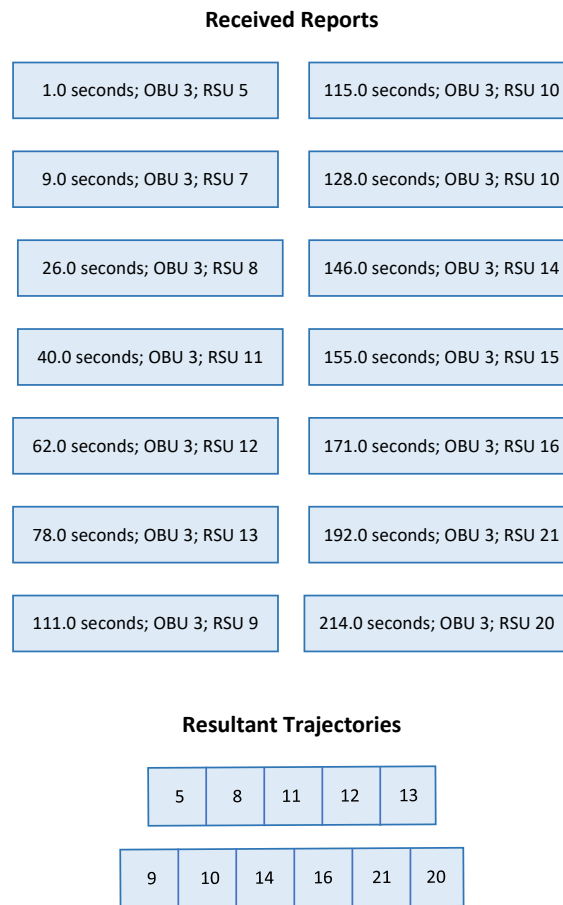 Received Reports
1.0 seconds; OBU 3; RSU 5
115.0 seconds; OBU 3; RSU 10
9.0 seconds; OBU 3; RSU 7
128.0 seconds; OBU 3; RSU 10
26.0 seconds; OBU 3; RSU 8
146.0 seconds; OBU 3; RSU 14
40.0 seconds; OBU 3; RSU 11
155.0 seconds; OBU 3; RSU 15
62.0 seconds; OBU 3; RSU 12
171.0 seconds; OBU 3; RSU 16
78.0 seconds; OBU 3; RSU 13
192.0 seconds; OBU 3; RSU 21
111.0 seconds; OBU 3; RSU 9
214.0 seconds; OBU 3; RSU 20
Resultant Trajectories
5 8 11 12 13
9 10 14 16 21 20